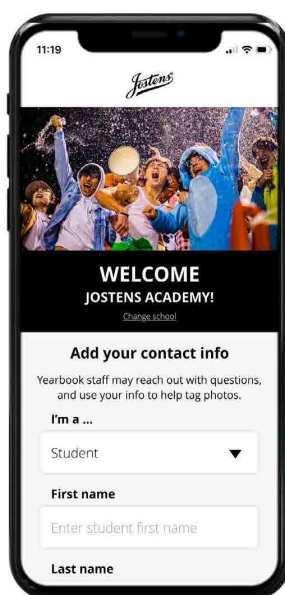 11:19
Jostens
WELCOME
JOSTENS ACADEMY!
Change school
Add your contact info
Yearbook staff may reach out with questions,
and use your info to help tag photos.
I'm a ...
Student
First name
Enter student first name
Last name